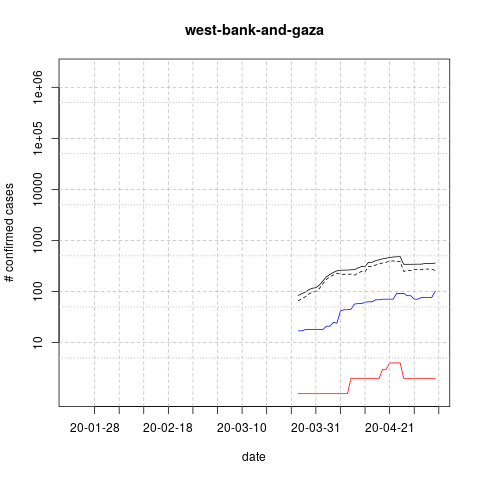 west-bank-and-gaza
# confirmed cases
1e+06
1e+05
10000
1000
100
10
20-01-28
20-02-18
20-03-10
20-03-31
20-04-21
date